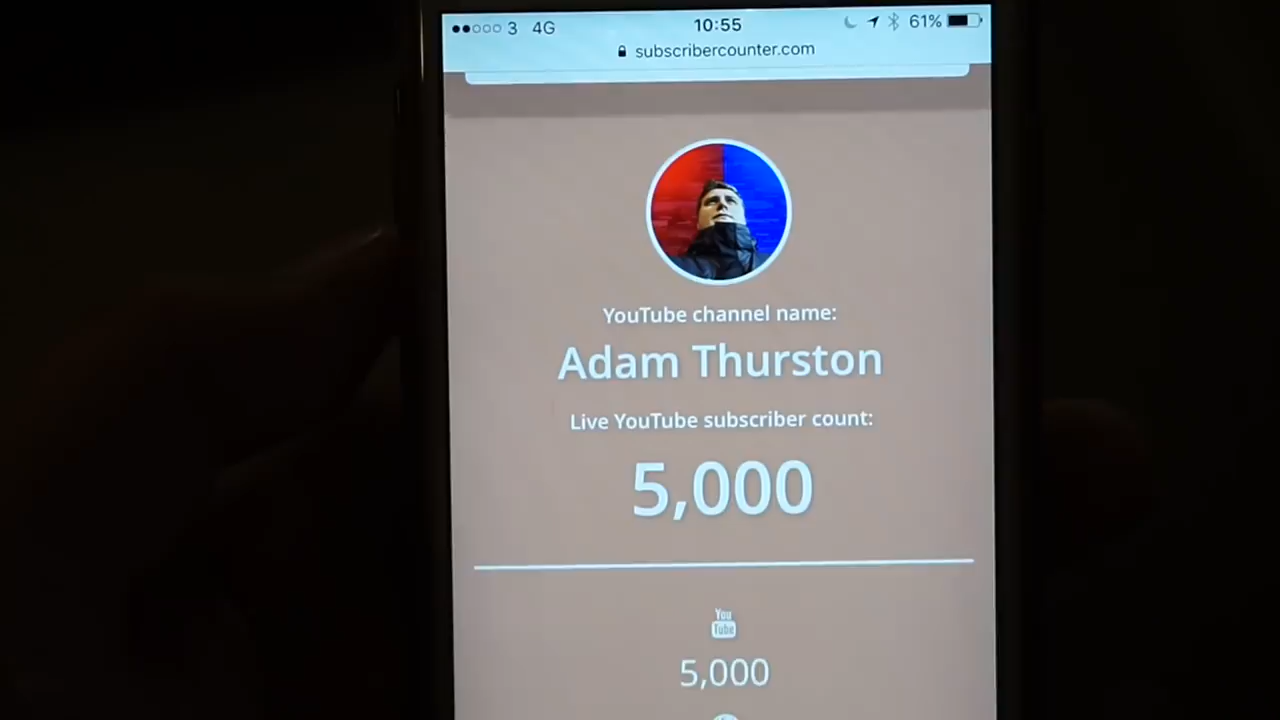 3 4G 10:55 61%
subscribercounter.com
YouTube channel name:
Adam Thurston
Live YouTube subscriber count:
5,000
You
Tube
5,000